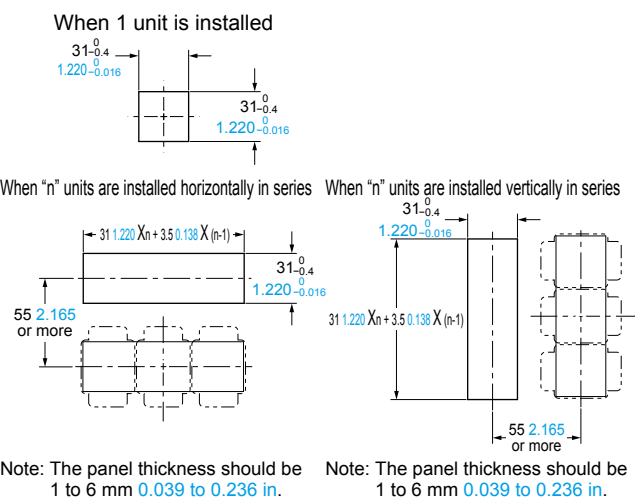 When 1 unit is installed
31 0 -0.4
1.220 0 -0.016
31 0 -0.4
1.220 0 -0.016
When “n” units are installed horizontally in series
31 1.220 Xn + 3.5 0.138 X (n-1)
31 0 -0.4
1.220 0 -0.016
55 2.165
or more
Note: The panel thickness should be
1 to 6 mm 0.039 to 0.236 in.
When “n” units are installed vertically in series
31 0 -0.4
1.220 0 -0.016
31 1.220 Xn + 3.5 0.138 X (n-1)
55 2.165
or more
Note: The panel thickness should be
1 to 6 mm 0.039 to 0.236 in.